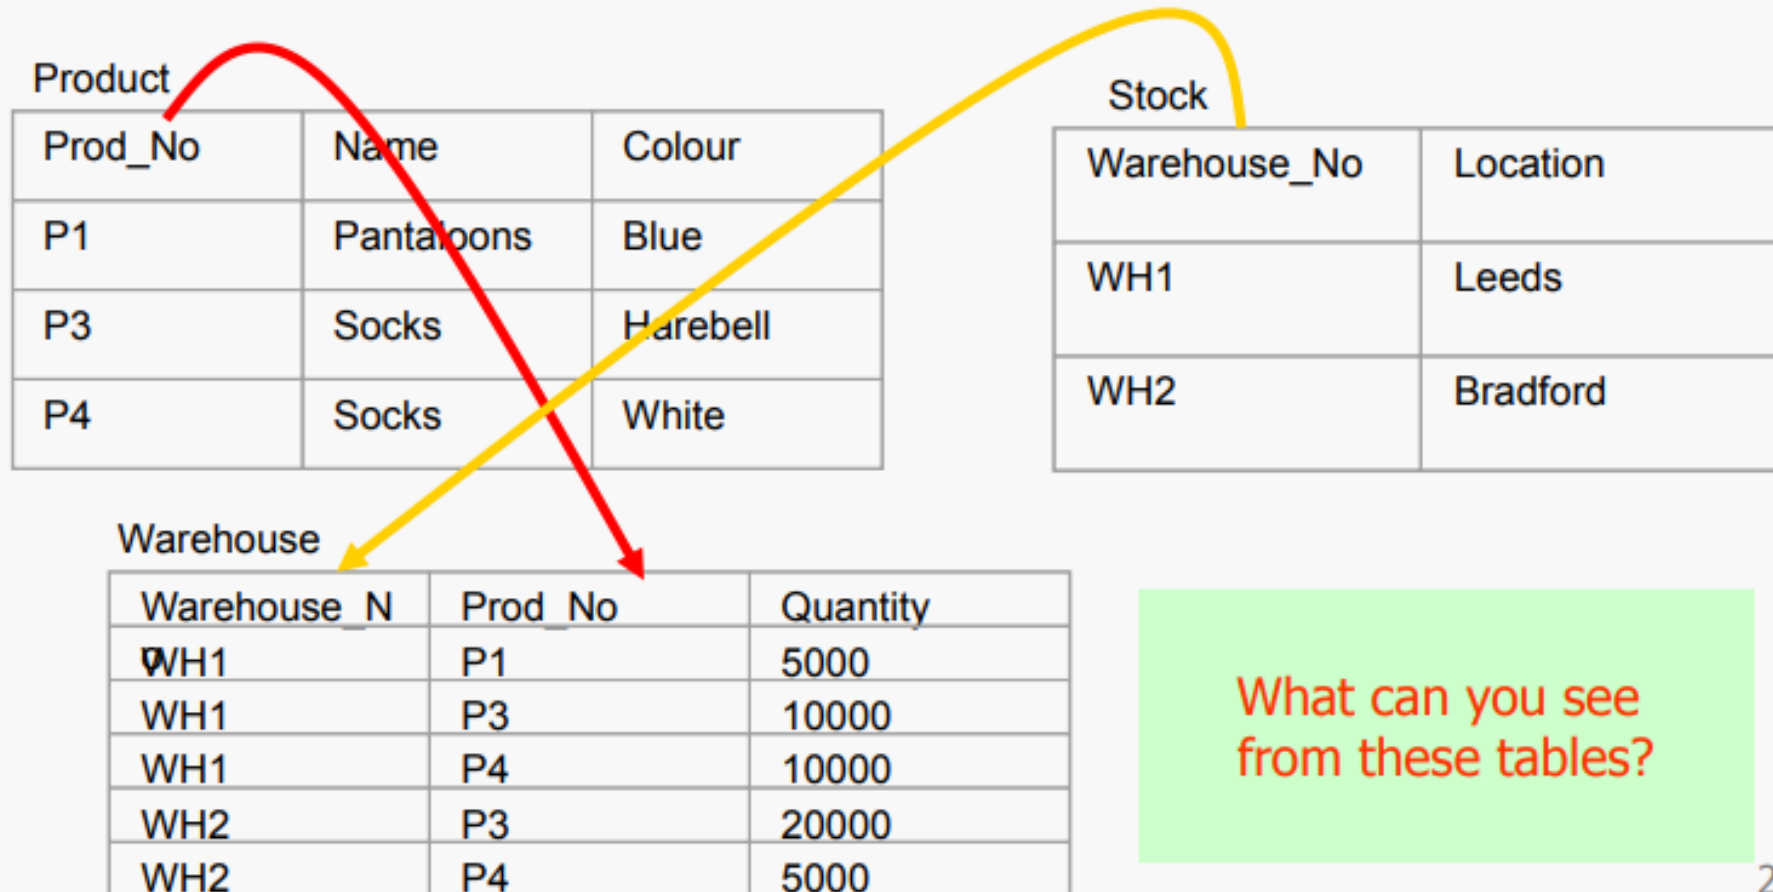 Product
Prod_No Name Colour
P1 Pantaloons Blue
P3 Socks Harebell
P4 Socks White
Stock
Warehouse_No Location
WH1 Leeds
WH2 Bradford
Warehouse
Warehouse_N
o
Prod_No Quantity
WH1 P1 5000
WH1 P3 10000
WH1 P4 10000
WH2 P3 20000
WH2 P4 5000
What can you see
from these tables?
2